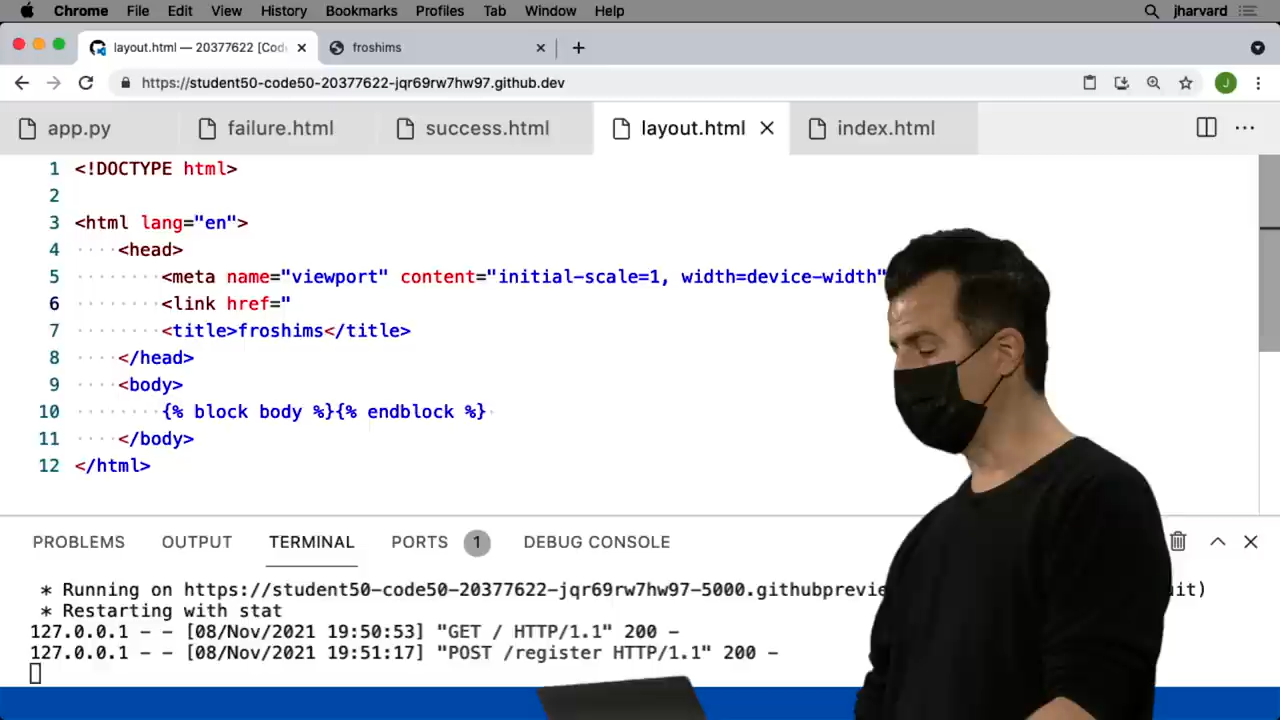 Chrome File Edit View History Bookmarks Profiles Tab Window Help jharvard
layout.html — 20377622 [Cod froshims
https://student50-code50-20377622-jqr69rw7hw97.github.dev J
app.py failure.html success.html layout.html index.html
1 <!DOCTYPE html>
2
3 <html lang="en">
4 <head>
5 <meta name="viewport" content="initial-scale=1, width=device-width"
6 <link href="
7 <title>froshims</title>
8 </head>
9 <body>
10 {% block body %}{% endblock %}
11 </body>
12 </html>
PROBLEMS OUTPUT TERMINAL PORTS 1 DEBUG CONSOLE
* Running on https://student50-code50-20377622-jqr69rw7hw97-5000.githubpreview uit)
* Restarting with stat
127.0.0.1 - - [08/Nov/2021 19:50:53] "GET / HTTP/1.1" 200 -
127.0.0.1 - - [08/Nov/2021 19:51:17] "POST /register HTTP/1.1" 200 -